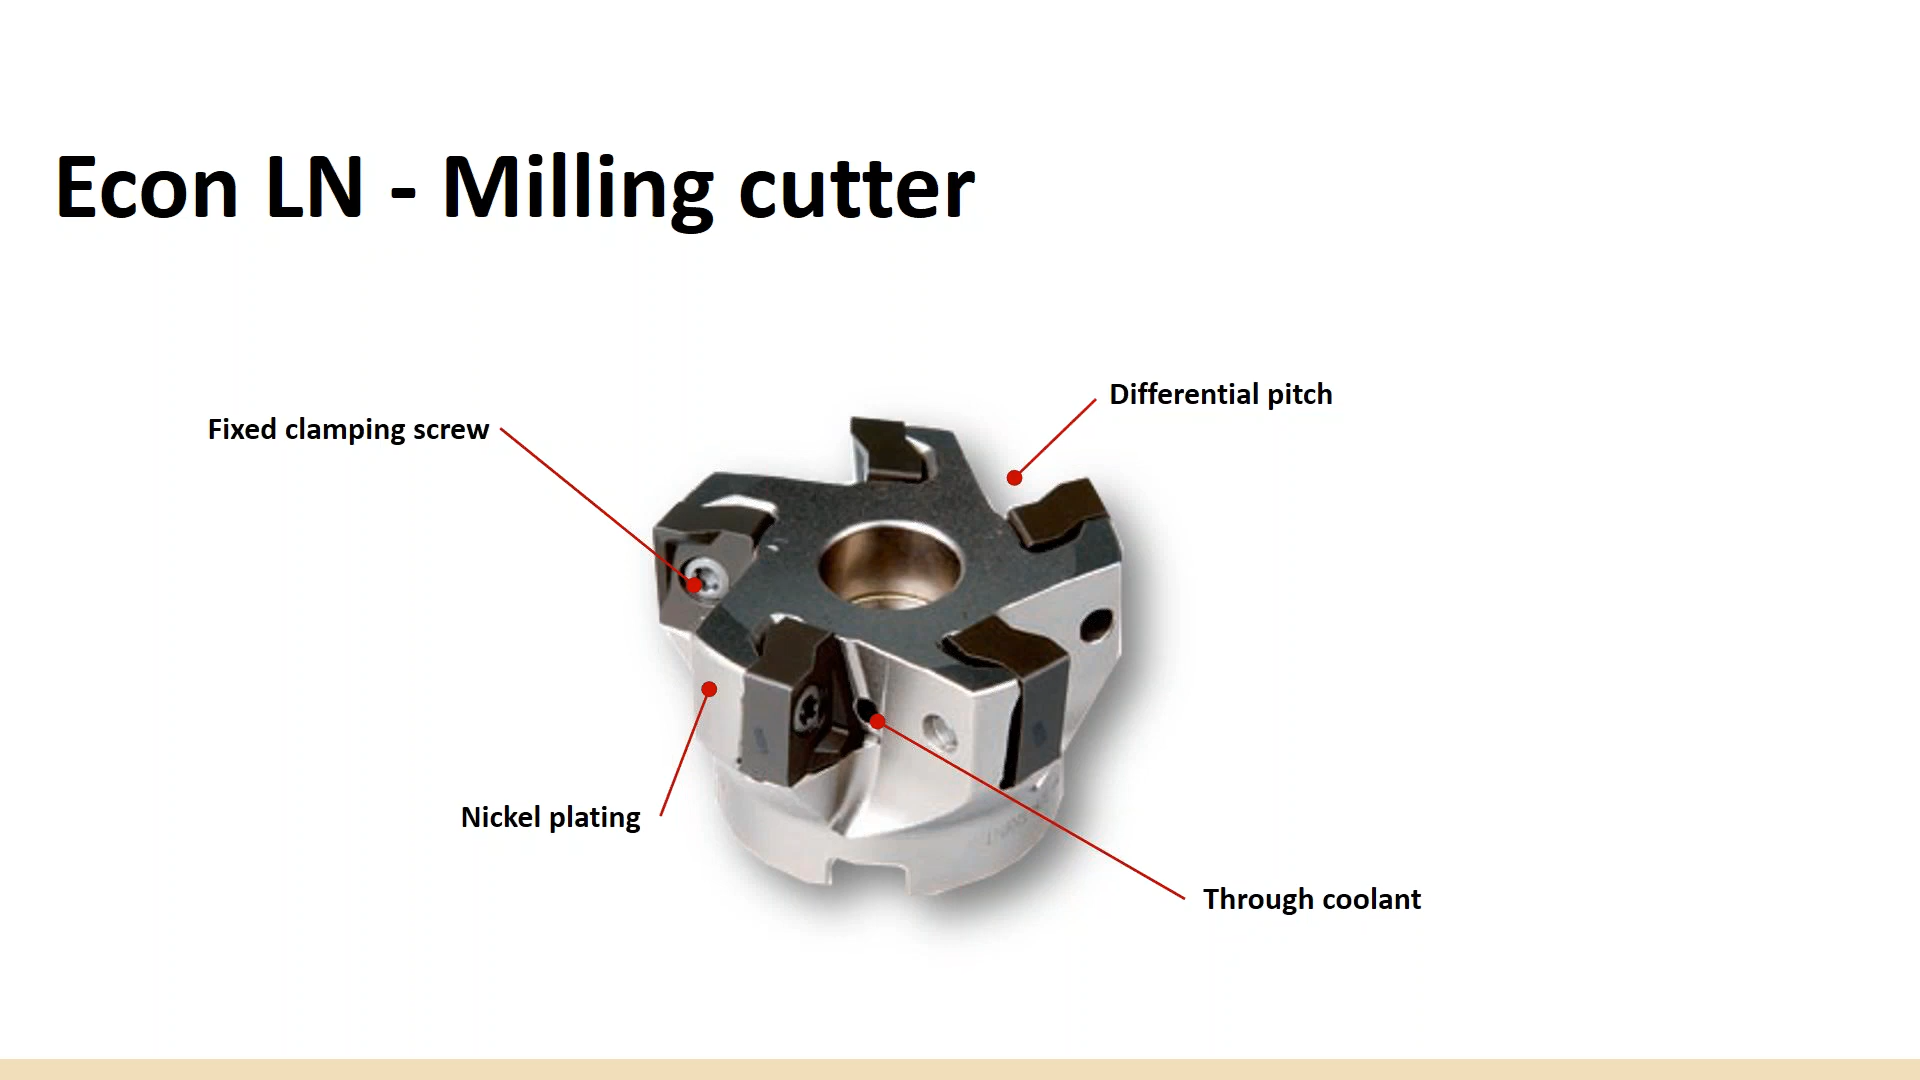 Econ LN - Milling cutter
Differential pitch
Fixed clamping screw
Nickel plating
Through coolant